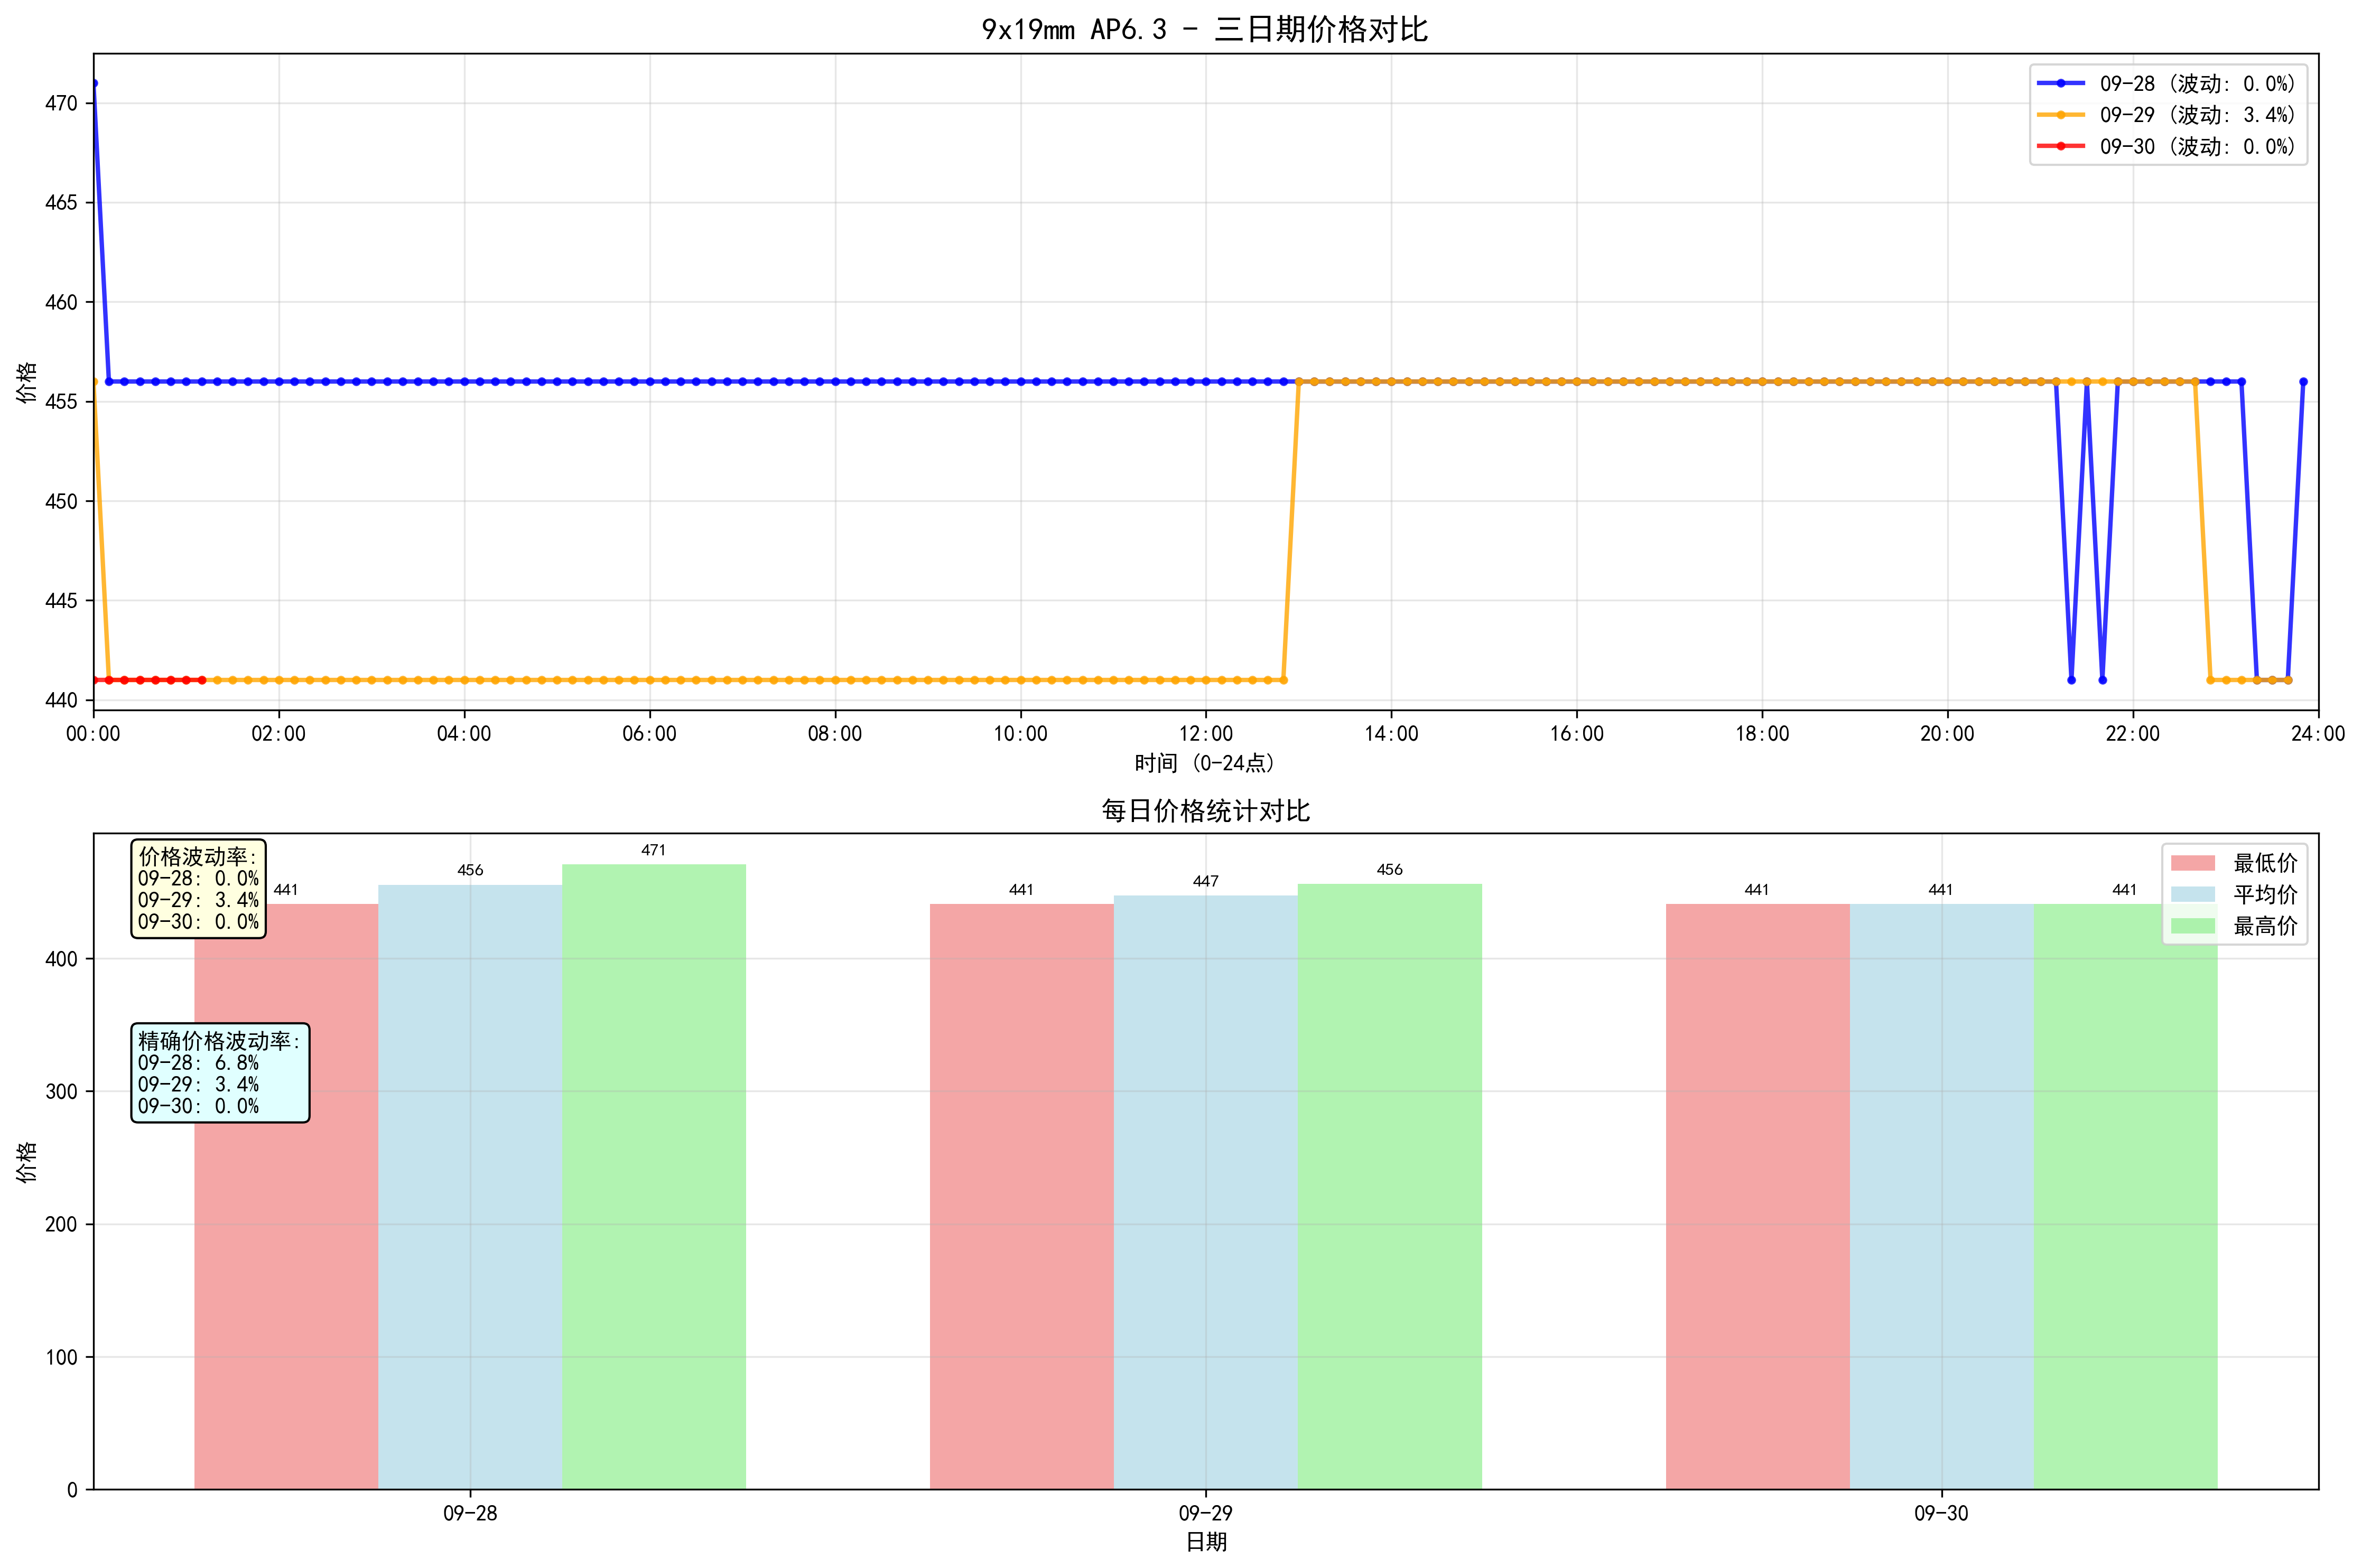 9x19mm AP6.3 - 三日期价格对比
09-28 (波动: 0.0%)
09-29 (波动: 3.4%)
09-30 (波动: 0.0%)
价格
470
465
460
455
450
445
440
00:00 02:00 04:00 06:00 08:00 10:00 12:00 14:00 16:00 18:00 20:00 22:00 24:00
时间 (0-24点)
每日价格统计对比
价格波动率:
09-28: 0.0%
09-29: 3.4%
09-30: 0.0%
精确价格波动率:
09-28: 6.8%
09-29: 3.4%
09-30: 0.0%
441 456 471 441 447 456 441 441 441
最低价
平均价
最高价
价格
400
300
200
100
0
09-28 09-29 09-30
日期